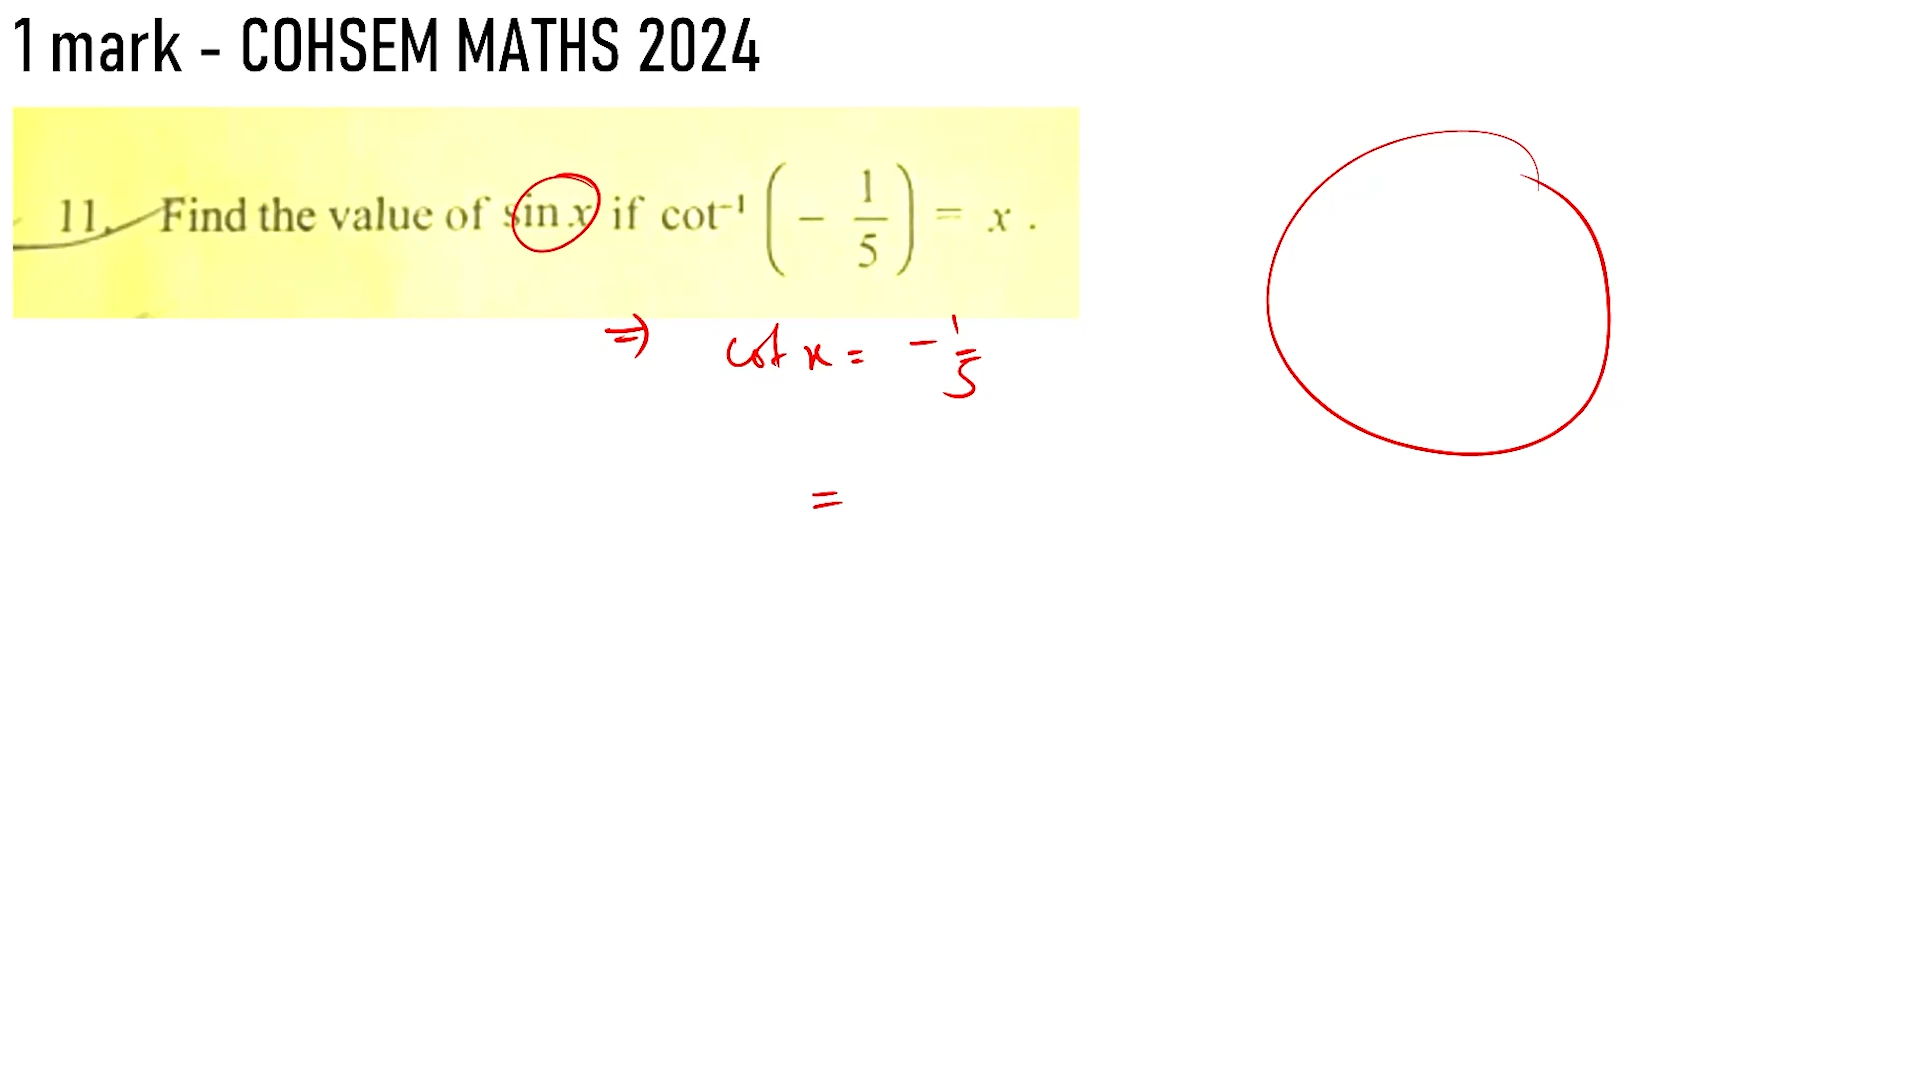 1 mark - COHSEM MATHS 2024
11. Find the value of sin x if cot⁻¹ (- 1/5) = x .
⇒ cot x = - 1/5
=